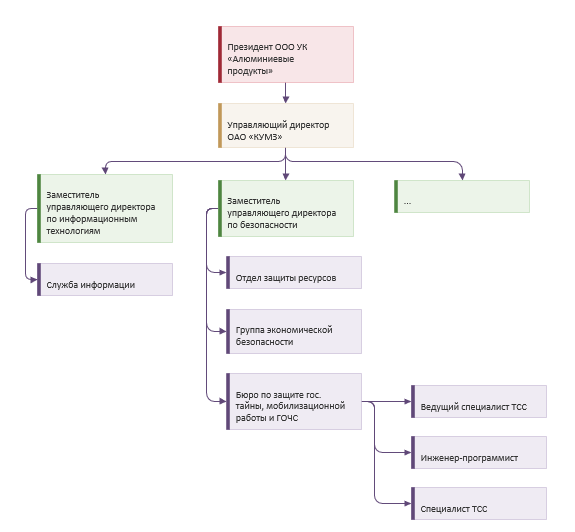 Президент ООО УК
«Алюминиевые
продукты»
Управляющий директор
ОАО «КУМЗ»
Заместитель
управляющего директора
по информационным
технологиям
Заместитель
управляющего директора
по безопасности
...
Служба информации
Отдел защиты ресурсов
Группа экономической
безопасности
Бюро по защите гос.
тайны, мобилизационной
работы и ГОЧС
Ведущий специалист ТСС
Инженер-программист
Специалист ТСС